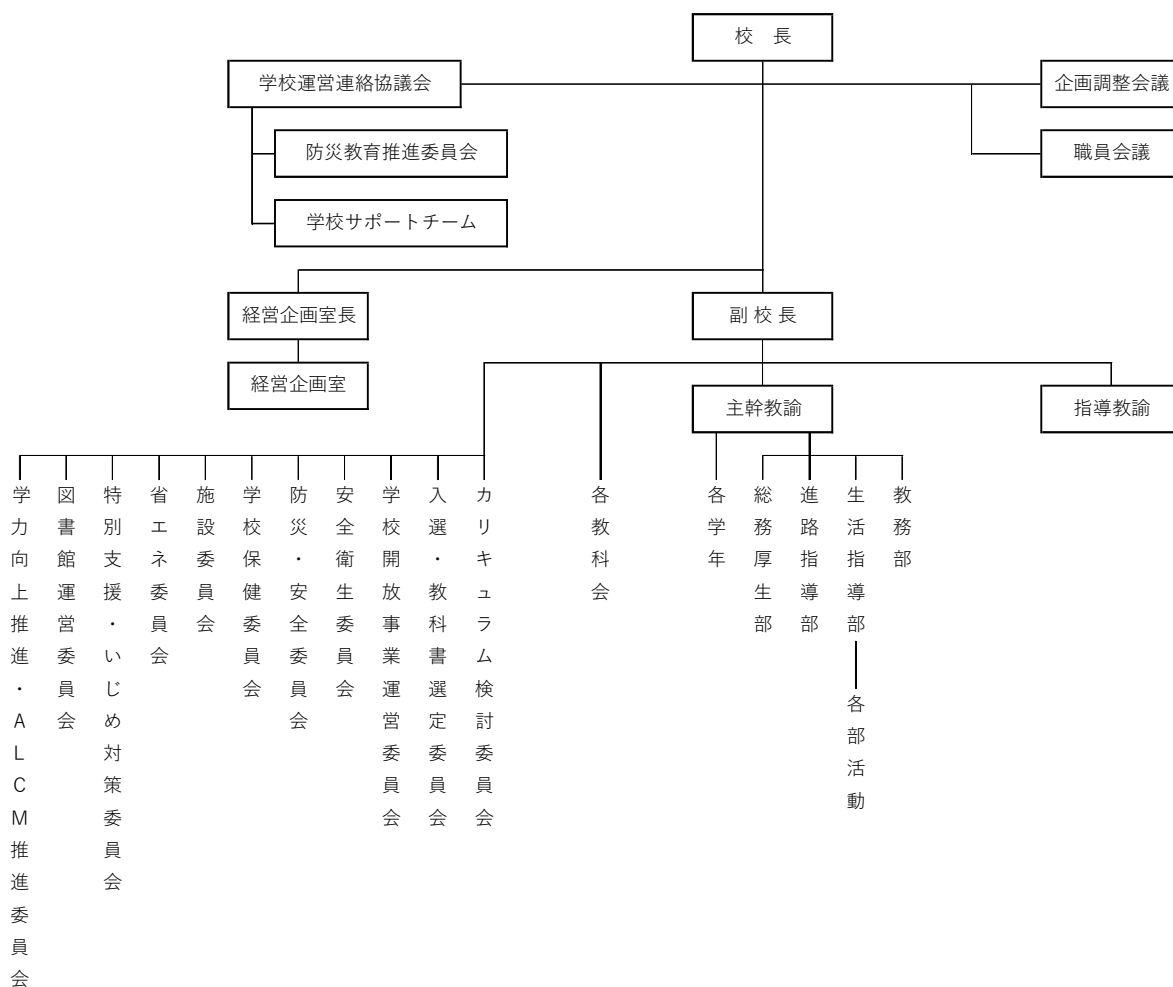 校 長
学校運営連絡協議会
企画調整会議
防災教育推進委員会
職員会議
学校サポートチーム
経営企画室長
副校長
経営企画室
主幹教諭
指導教諭
学力向上推進・ALCM推進委員会
図書館運営委員会
特別支援・いじめ対策委員会
省エネ委員会
施設委員会
学校保健委員会
防災・安全委員会
安全衛生委員会
学校開放事業運営委員会
入選・教科書選定委員会
カリキュラム検討委員会
各教科会
各学年
総務厚生部
進路指導部
生活指導部
教務部
各部活動